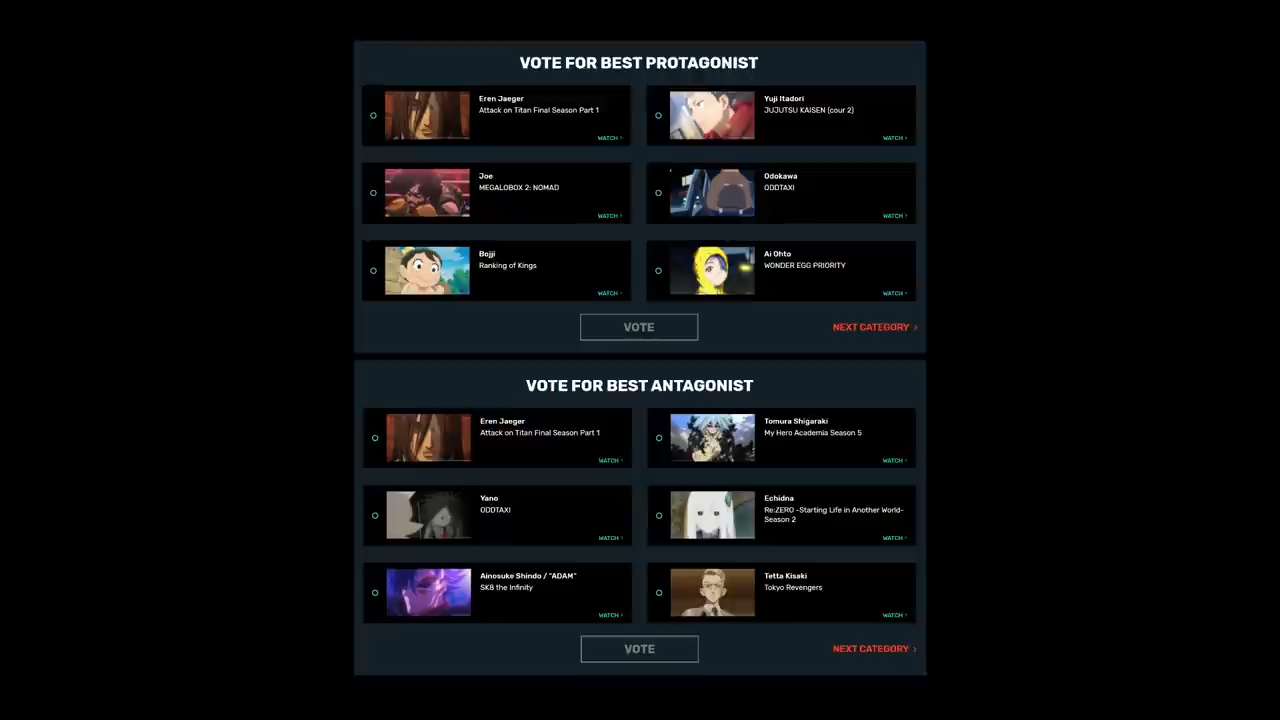 VOTE FOR BEST PROTAGONIST
Eren Jaeger
Attack on Titan Final Season Part 1
WATCH >
Yuji Itadori
JUJUTSU KAISEN (cour 2)
WATCH >
Joe
MEGALOBOX 2: NOMAD
WATCH >
Odokawa
ODDTAXI
WATCH >
Bojji
Ranking of Kings
WATCH >
Ai Ohto
WONDER EGG PRIORITY
WATCH >
VOTE
NEXT CATEGORY >
VOTE FOR BEST ANTAGONIST
Eren Jaeger
Attack on Titan Final Season Part 1
WATCH >
Tomura Shigaraki
My Hero Academia Season 5
WATCH >
Yano
ODDTAXI
WATCH >
Echidna
Re:ZERO -Starting Life in Another World-
Season 2
WATCH >
Ainosuke Shindo / "ADAM"
SK8 the Infinity
WATCH >
Tetta Kisaki
Tokyo Revengers
WATCH >
VOTE
NEXT CATEGORY >